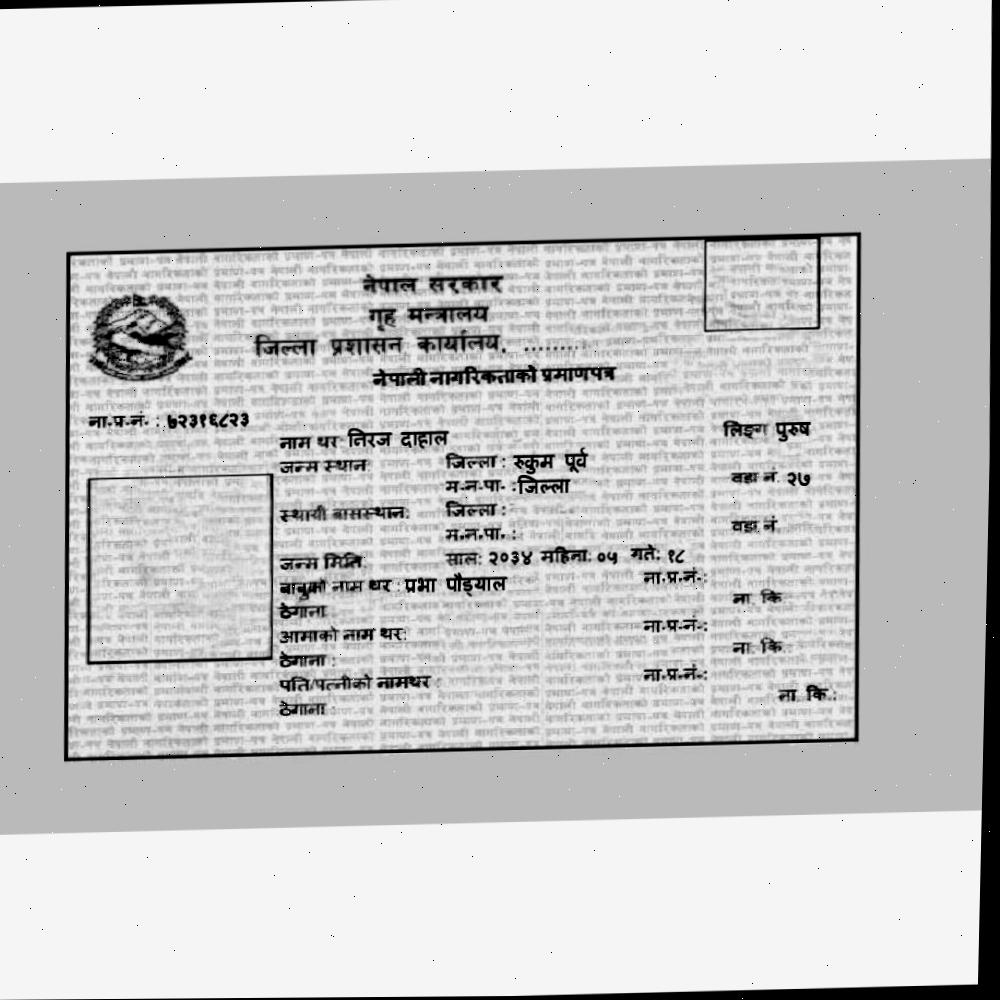 नेपाल सरकार
गृह मन्त्रालय
जिल्ला प्रशासन कार्यालय, ..........
नेपाली नागरिकताको प्रमाणपत्र
ना.प्र.नं. : ७२३१६८२३
नाम थर निरज दाहाल लिङ्ग पुरुष
जन्म स्थान: जिल्ला : रुकुम पूर्व
म.न.पा. :जिल्ला वडा नं. २७
स्थायी बासस्थान: जिल्ला :
म.न.पा. : वडा नं.
जन्म मिति: साल: २०३४ महिना: ०५ गते: १८
बाबुको नाम थर : प्रभा पौड्याल ना.प्र.नं.:
ठेगाना ना. कि.
आमाको नाम थर: ना.प्र.नं.:
ठेगाना : ना. कि.:
पति/पत्नीको नामथर : ना.प्र.नं.:
ठेगाना : ना. कि.: